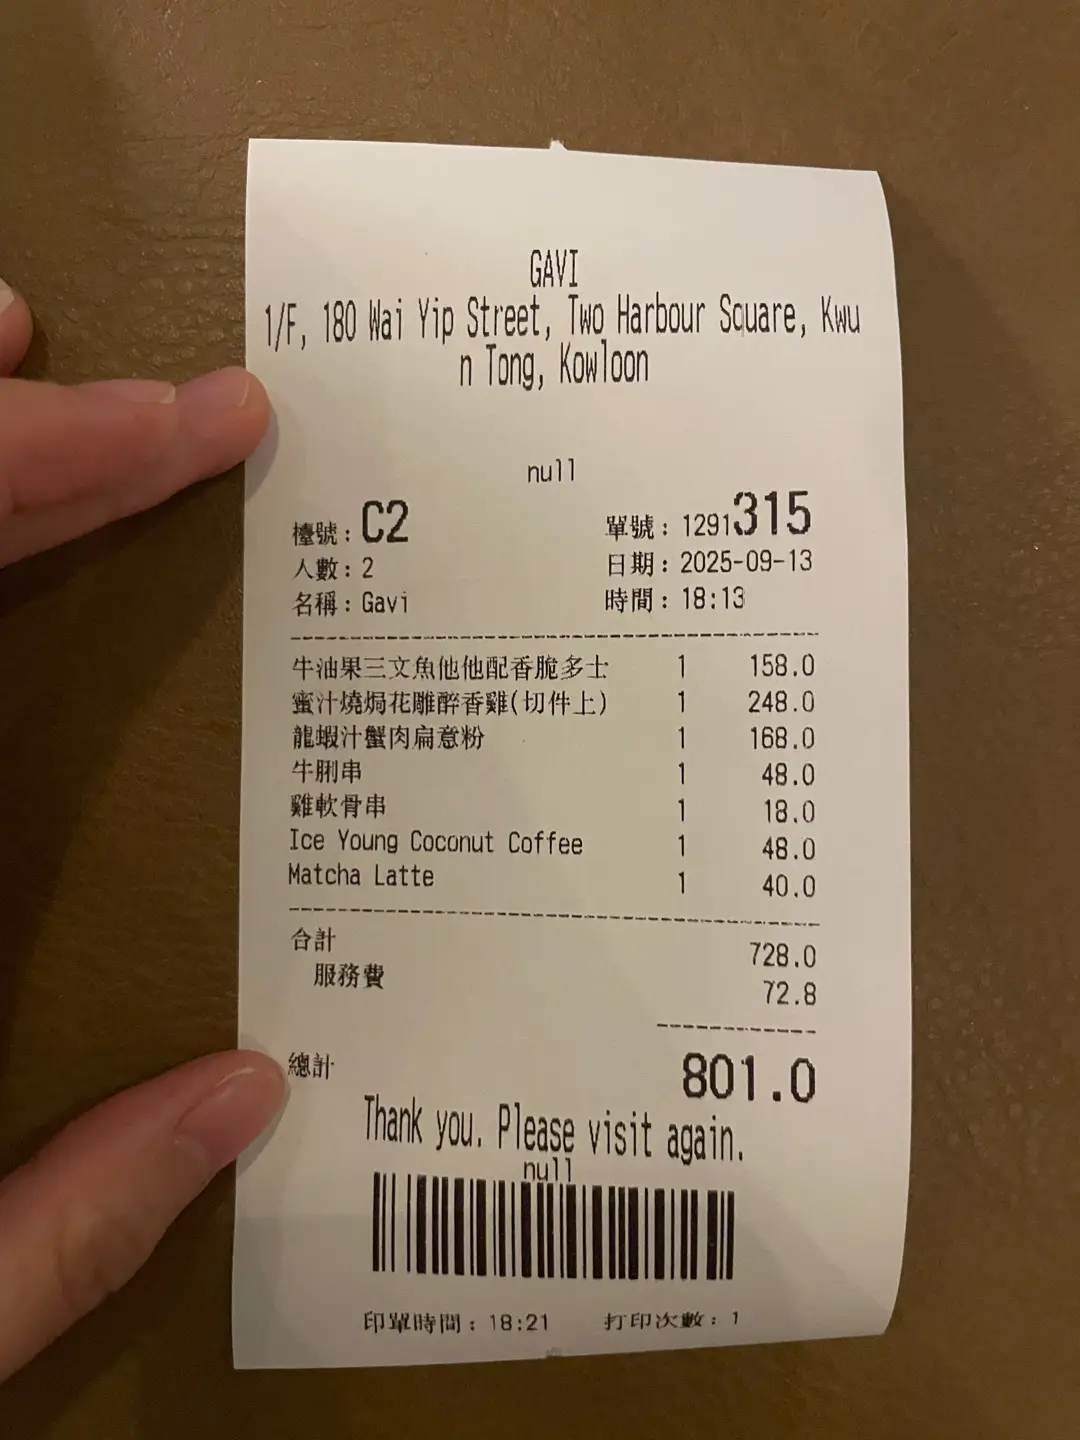 GAVI
1/F, 180 Wai Yip Street, Two Harbour Square, Kwu
n Tong, Kowloon
null
檯號：C2 單號：1291315
人數：2 日期：2025-09-13
名稱：Gavi 時間：18:13
牛油果三文魚他他配香脆多士 1 158.0
蜜汁燒焗花雕醉香雞(切件上) 1 248.0
龍蝦汁蟹肉扁意粉 1 168.0
牛脷串 1 48.0
雞軟骨串 1 18.0
Ice Young Coconut Coffee 1 48.0
Matcha Latte 1 40.0
合計 728.0
服務費 72.8
總計 801.0
Thank you. Please visit again.
null
印單時間：18:21 打印次數：1